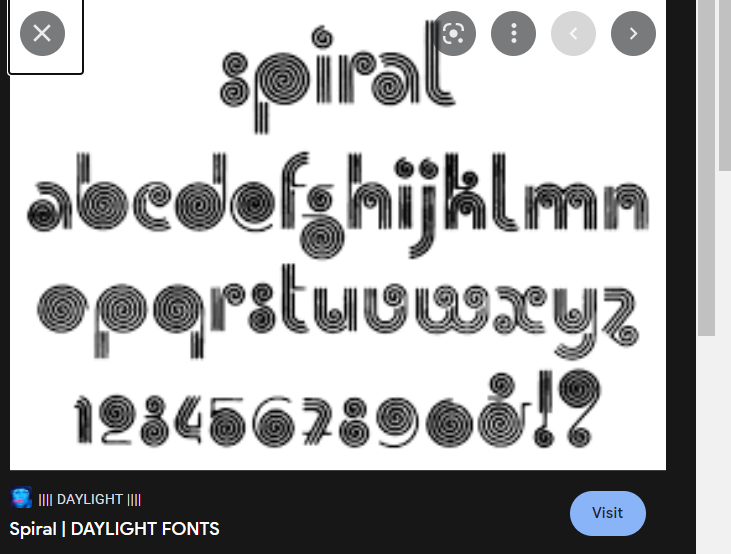 spiral
abcdefghijklmn
opqrstuvwxyz
1234567890&!?
|||| DAYLIGHT ||||
Spiral | DAYLIGHT FONTS
Visit